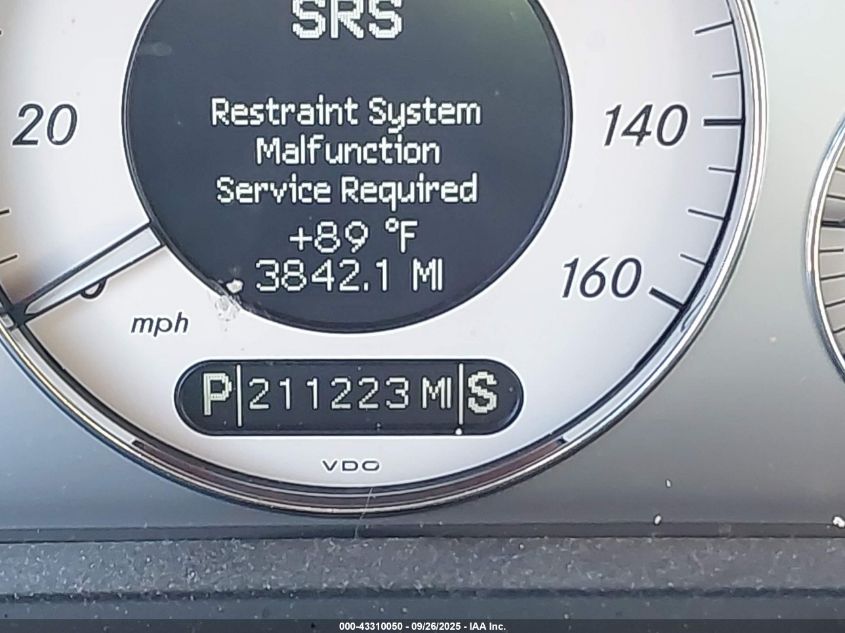 SRS
Restraint System
Malfunction
Service Required
+89 °F
3842.1 MI
20
140
160
mph
P 211223 MI S
VDO
000-43310050 - 09/26/2025 - IAA Inc.